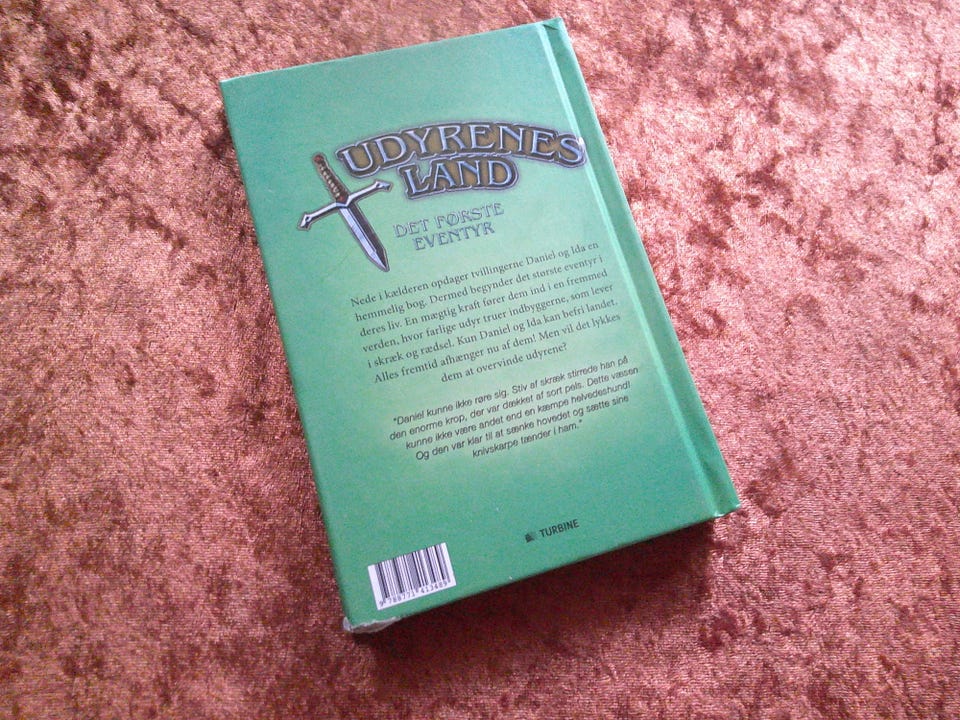 UDYRENES
LAND
DET FØRSTE
EVENTYR
Nede i kælderen opdager tvillingerne Daniel og Ida en
hemmelig bog. Dermed begynder det største eventyr i
deres liv. En mægtig kraft fører dem ind i en fremmed
verden, hvor farlige udyr truer indbyggerne, som lever
i skræk og rædsel. Kun Daniel og Ida kan befri landet.
Alles fremtid afhænger nu af dem! Men vil det lykkes
dem at overvinde udyrene?
"Daniel kunne ikke røre sig. Stiv af skræk stirrede han på
den enorme krop, der var dækket af sort pels. Dette væsen
kunne ikke være andet end en kæmpe helvedeshund!
Og den var klar til at sænke hovedet og sætte sine
knivskarpe tænder i ham."
TURBINE
9 788771 413489